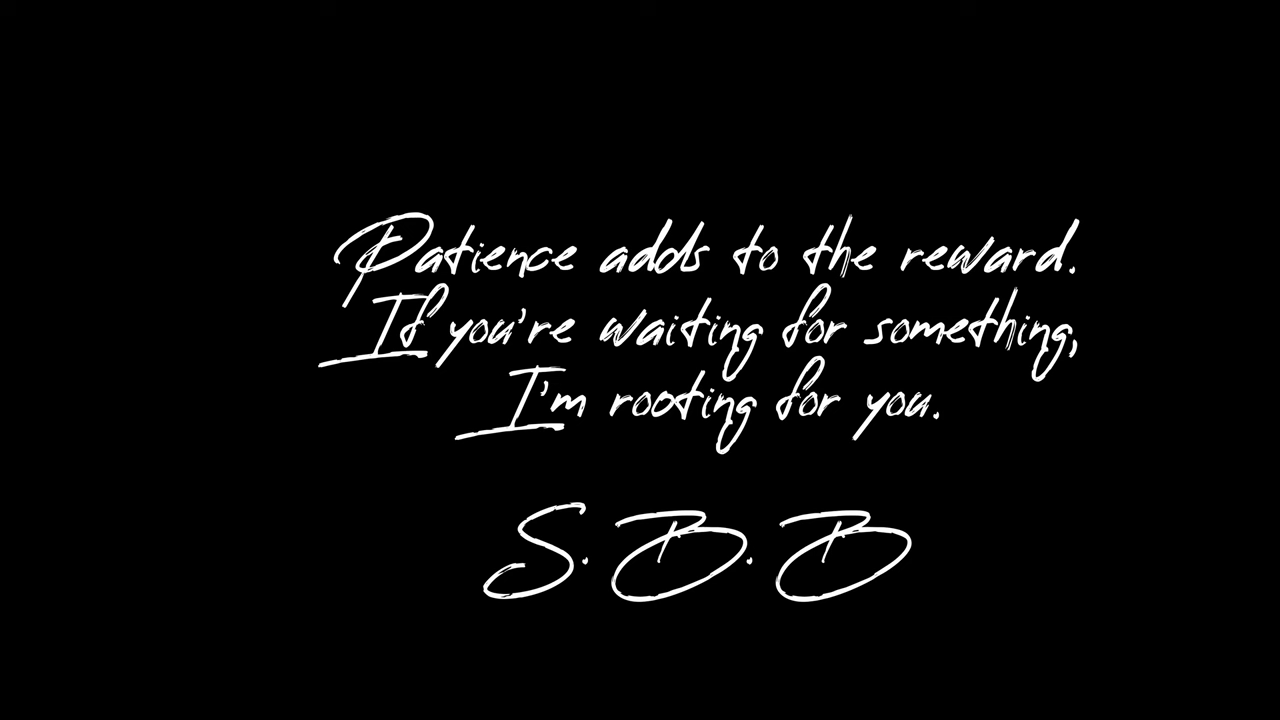 Patience adds to the reward.
If you're waiting for something,
I'm rooting for you.
S. B. B